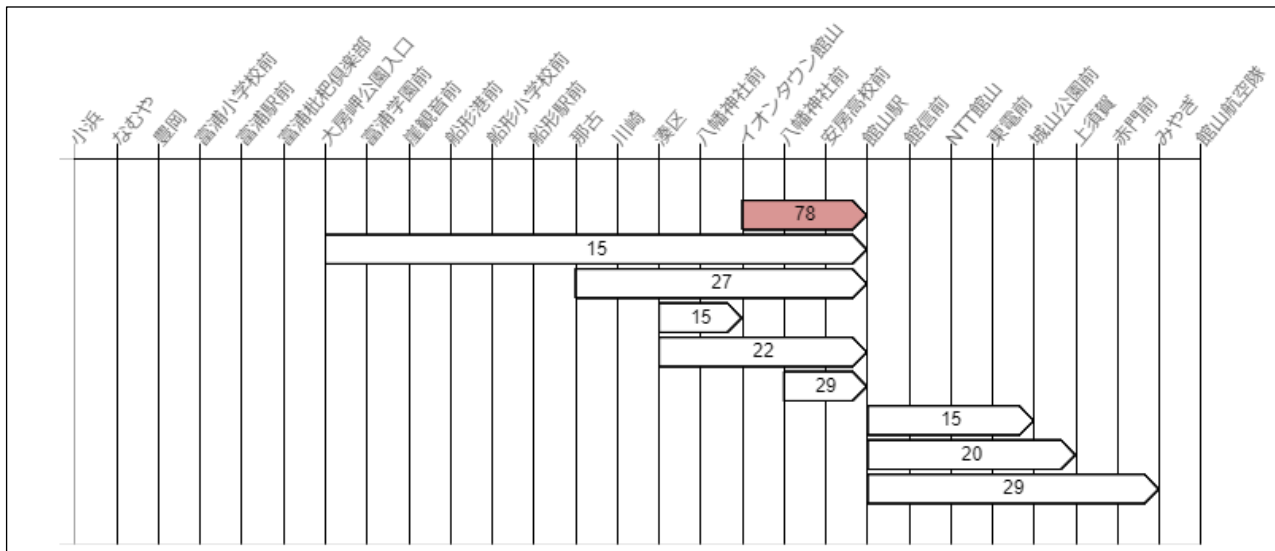 小浜
なむや
豊岡
富浦小学校前
富浦駅前
富浦枇杷倶楽部
大房岬公園入口
富浦学園前
崖観音前
船形港前
船形小学校前
船形駅前
那古
川崎
湊区
八幡神社前
イオンタウン館山
八幡神社前
安房高校前
館山駅
館信前
NTT館山
東電前
城山公園前
上須賀
赤門前
みやぎ
館山航空隊
78
15
27
15
22
29
15
20
29